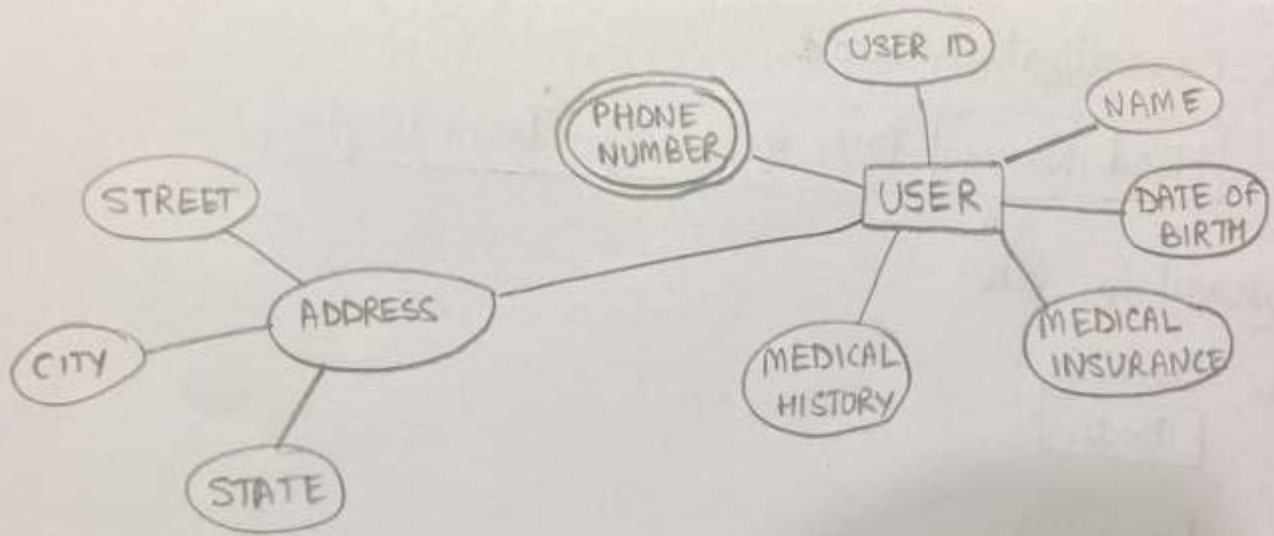 USER ID
NAME
PHONE
NUMBER
USER
DATE OF
BIRTH
STREET
ADDRESS
CITY
STATE
MEDICAL
HISTORY
MEDICAL
INSURANCE